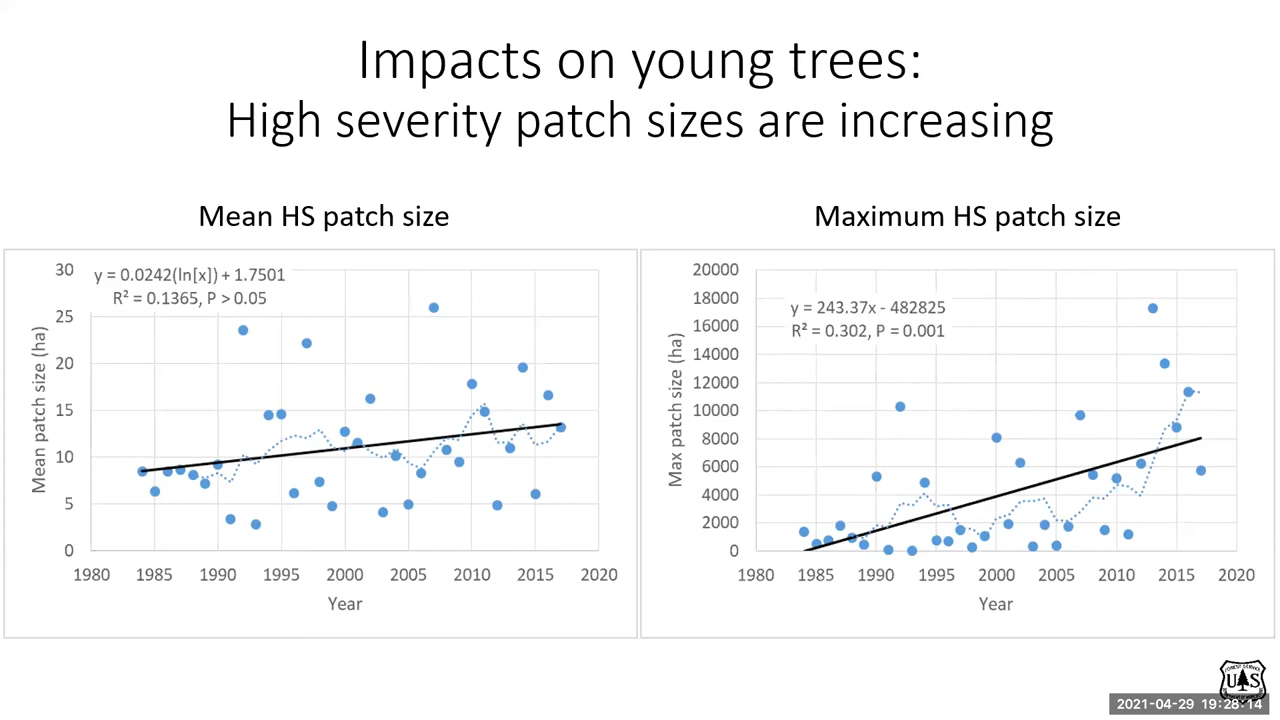 Impacts on young trees:
High severity patch sizes are increasing
Mean HS patch size
Maximum HS patch size
y = 0.0242(ln[x]) + 1.7501
R² = 0.1365, P > 0.05
Mean patch size (ha)
30
25
20
15
10
5
0
1980 1985 1990 1995 2000 2005 2010 2015 2020
Year
y = 243.37x - 482825
R² = 0.302, P = 0.001
Max patch size (ha)
20000
18000
16000
14000
12000
10000
8000
6000
4000
2000
0
1980 1985 1990 1995 2000 2005 2010 2015 2020
Year
FOREST SERVICE
U S
2021-04-29 19:28:14